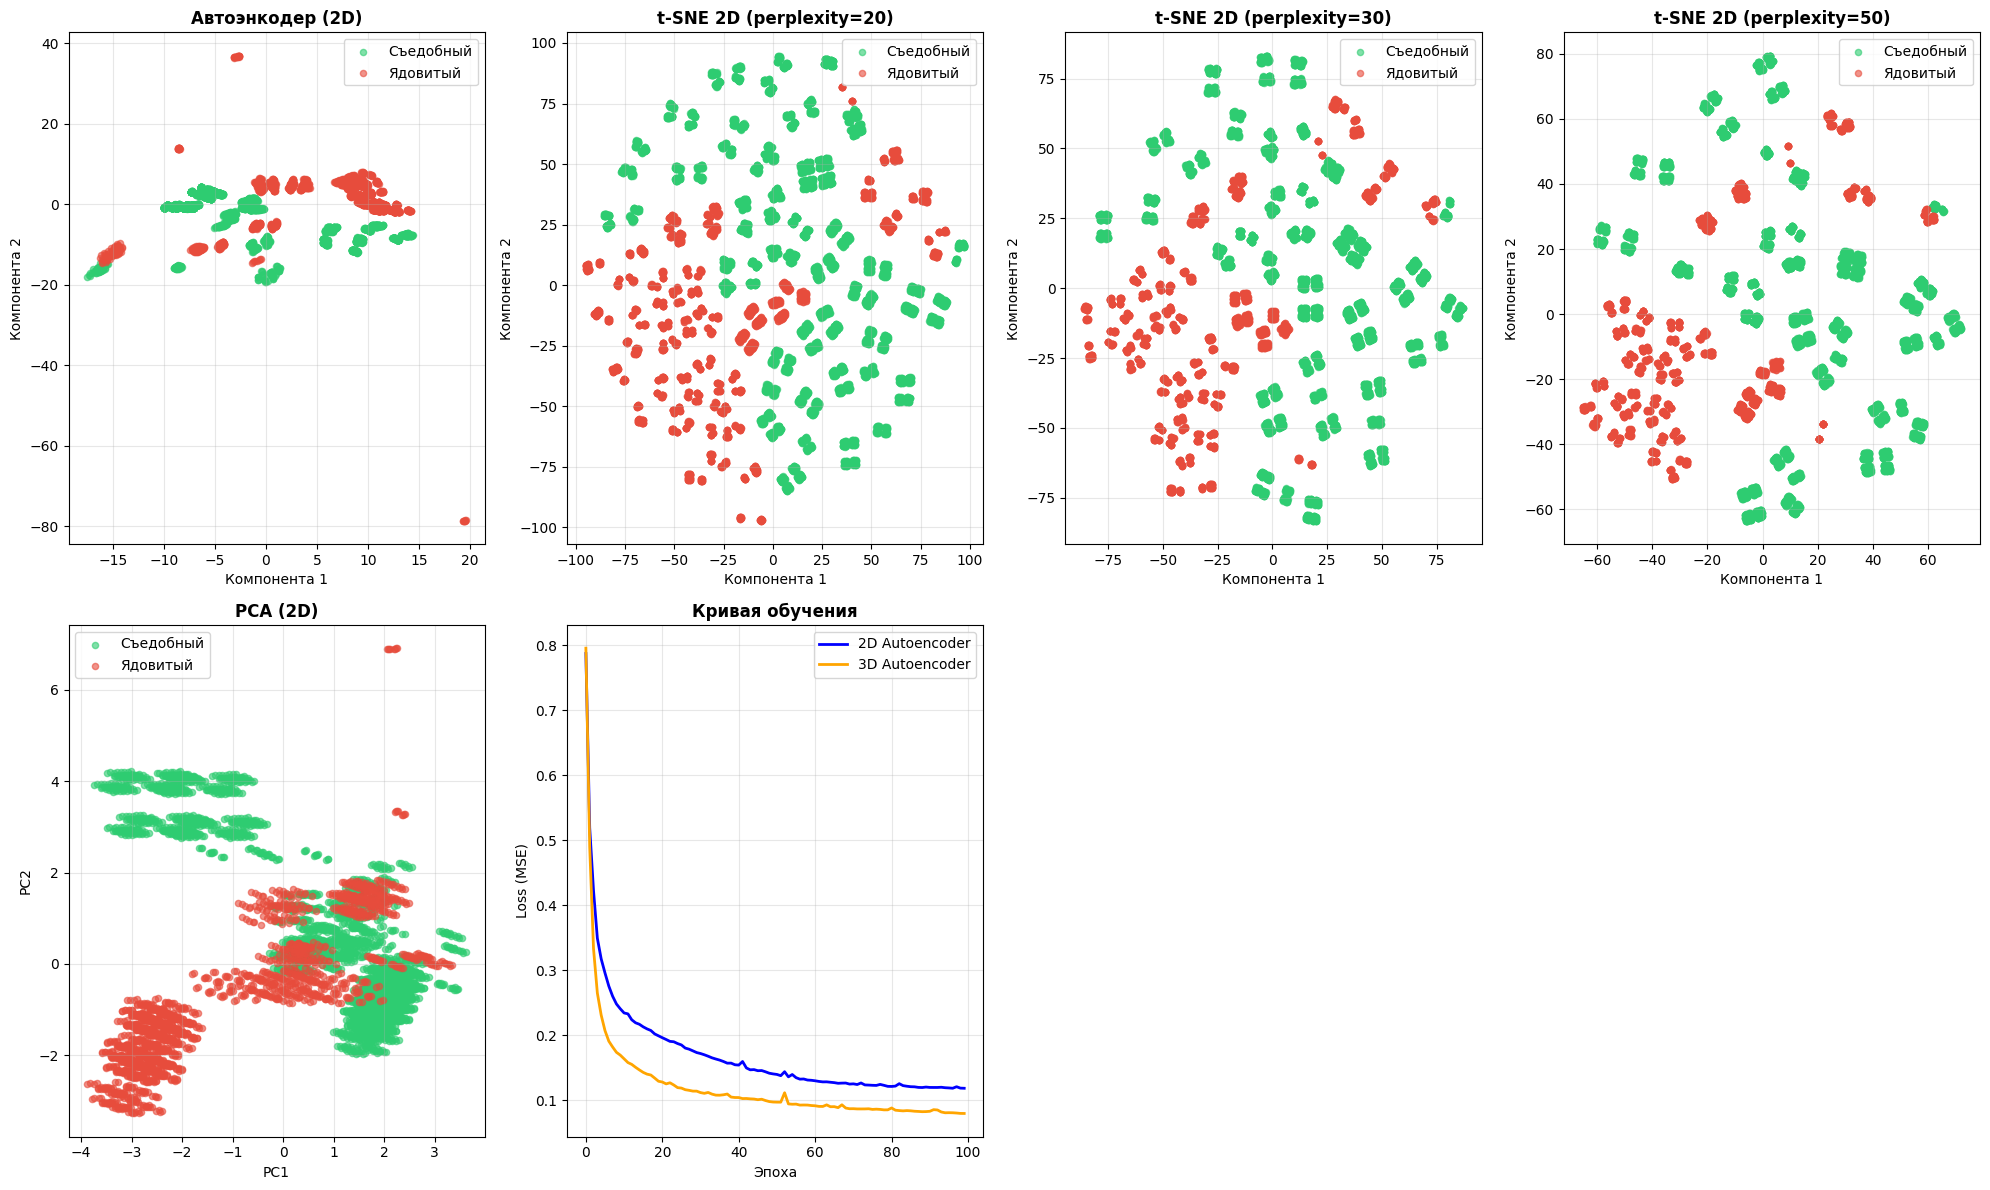 Автоэнкодер (2D)
Съедобный
Ядовитый
40
20
0
−20
−40
−60
−80
−15
−10
−5
0
5
10
15
20
Компонента 1
Компонента 2
t-SNE 2D (perplexity=20)
Съедобный
Ядовитый
100
75
50
25
0
−25
−50
−75
−100
−100
−75
−50
−25
0
25
50
75
100
Компонента 1
Компонента 2
t-SNE 2D (perplexity=30)
Съедобный
Ядовитый
75
50
25
0
−25
−50
−75
−75
−50
−25
0
25
50
75
Компонента 1
Компонента 2
t-SNE 2D (perplexity=50)
Съедобный
Ядовитый
80
60
40
20
0
−20
−40
−60
−60
−40
−20
0
20
40
60
Компонента 1
Компонента 2
PCA (2D)
Съедобный
Ядовитый
6
4
2
0
−2
−4
−3
−2
−1
0
1
2
3
PC1
PC2
Кривая обучения
2D Autoencoder
3D Autoencoder
0.8
0.7
0.6
0.5
0.4
0.3
0.2
0.1
0
20
40
60
80
100
Эпоха
Loss (MSE)